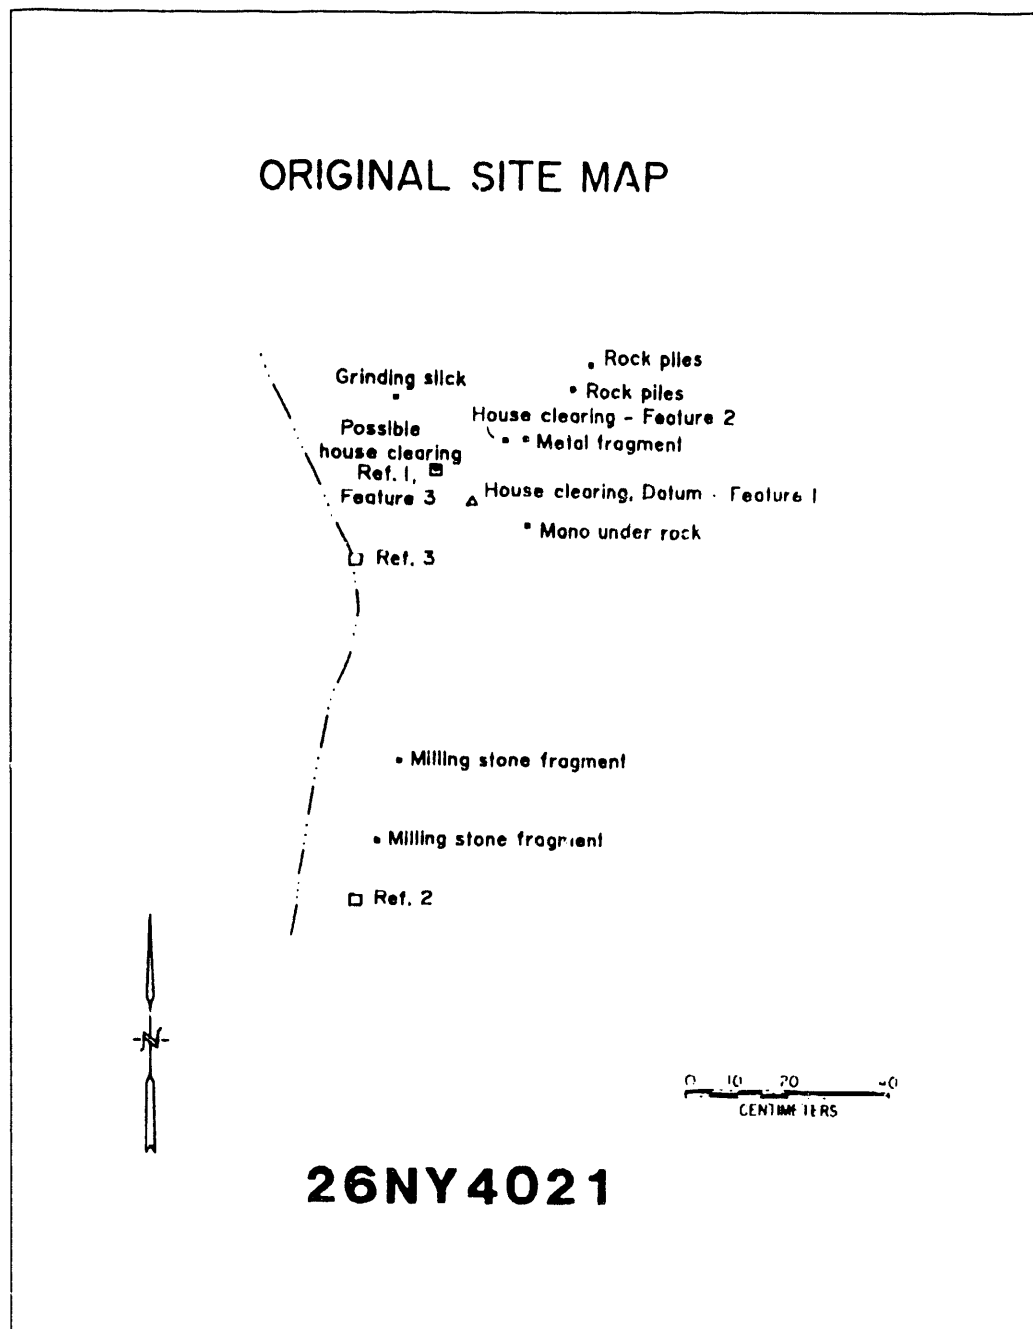 ORIGINAL SITE MAP
Rock piles
Grinding slick
Rock piles
House clearing - Feature 2
Possible
house clearing
Ref. 1,
Feature 3
Metal fragment
House clearing, Datum - Feature 1
Mano under rock
Ref. 3
Milling stone fragment
Milling stone fragment
Ref. 2
N
0 10 20 40
CENTIMETERS
26NY4021